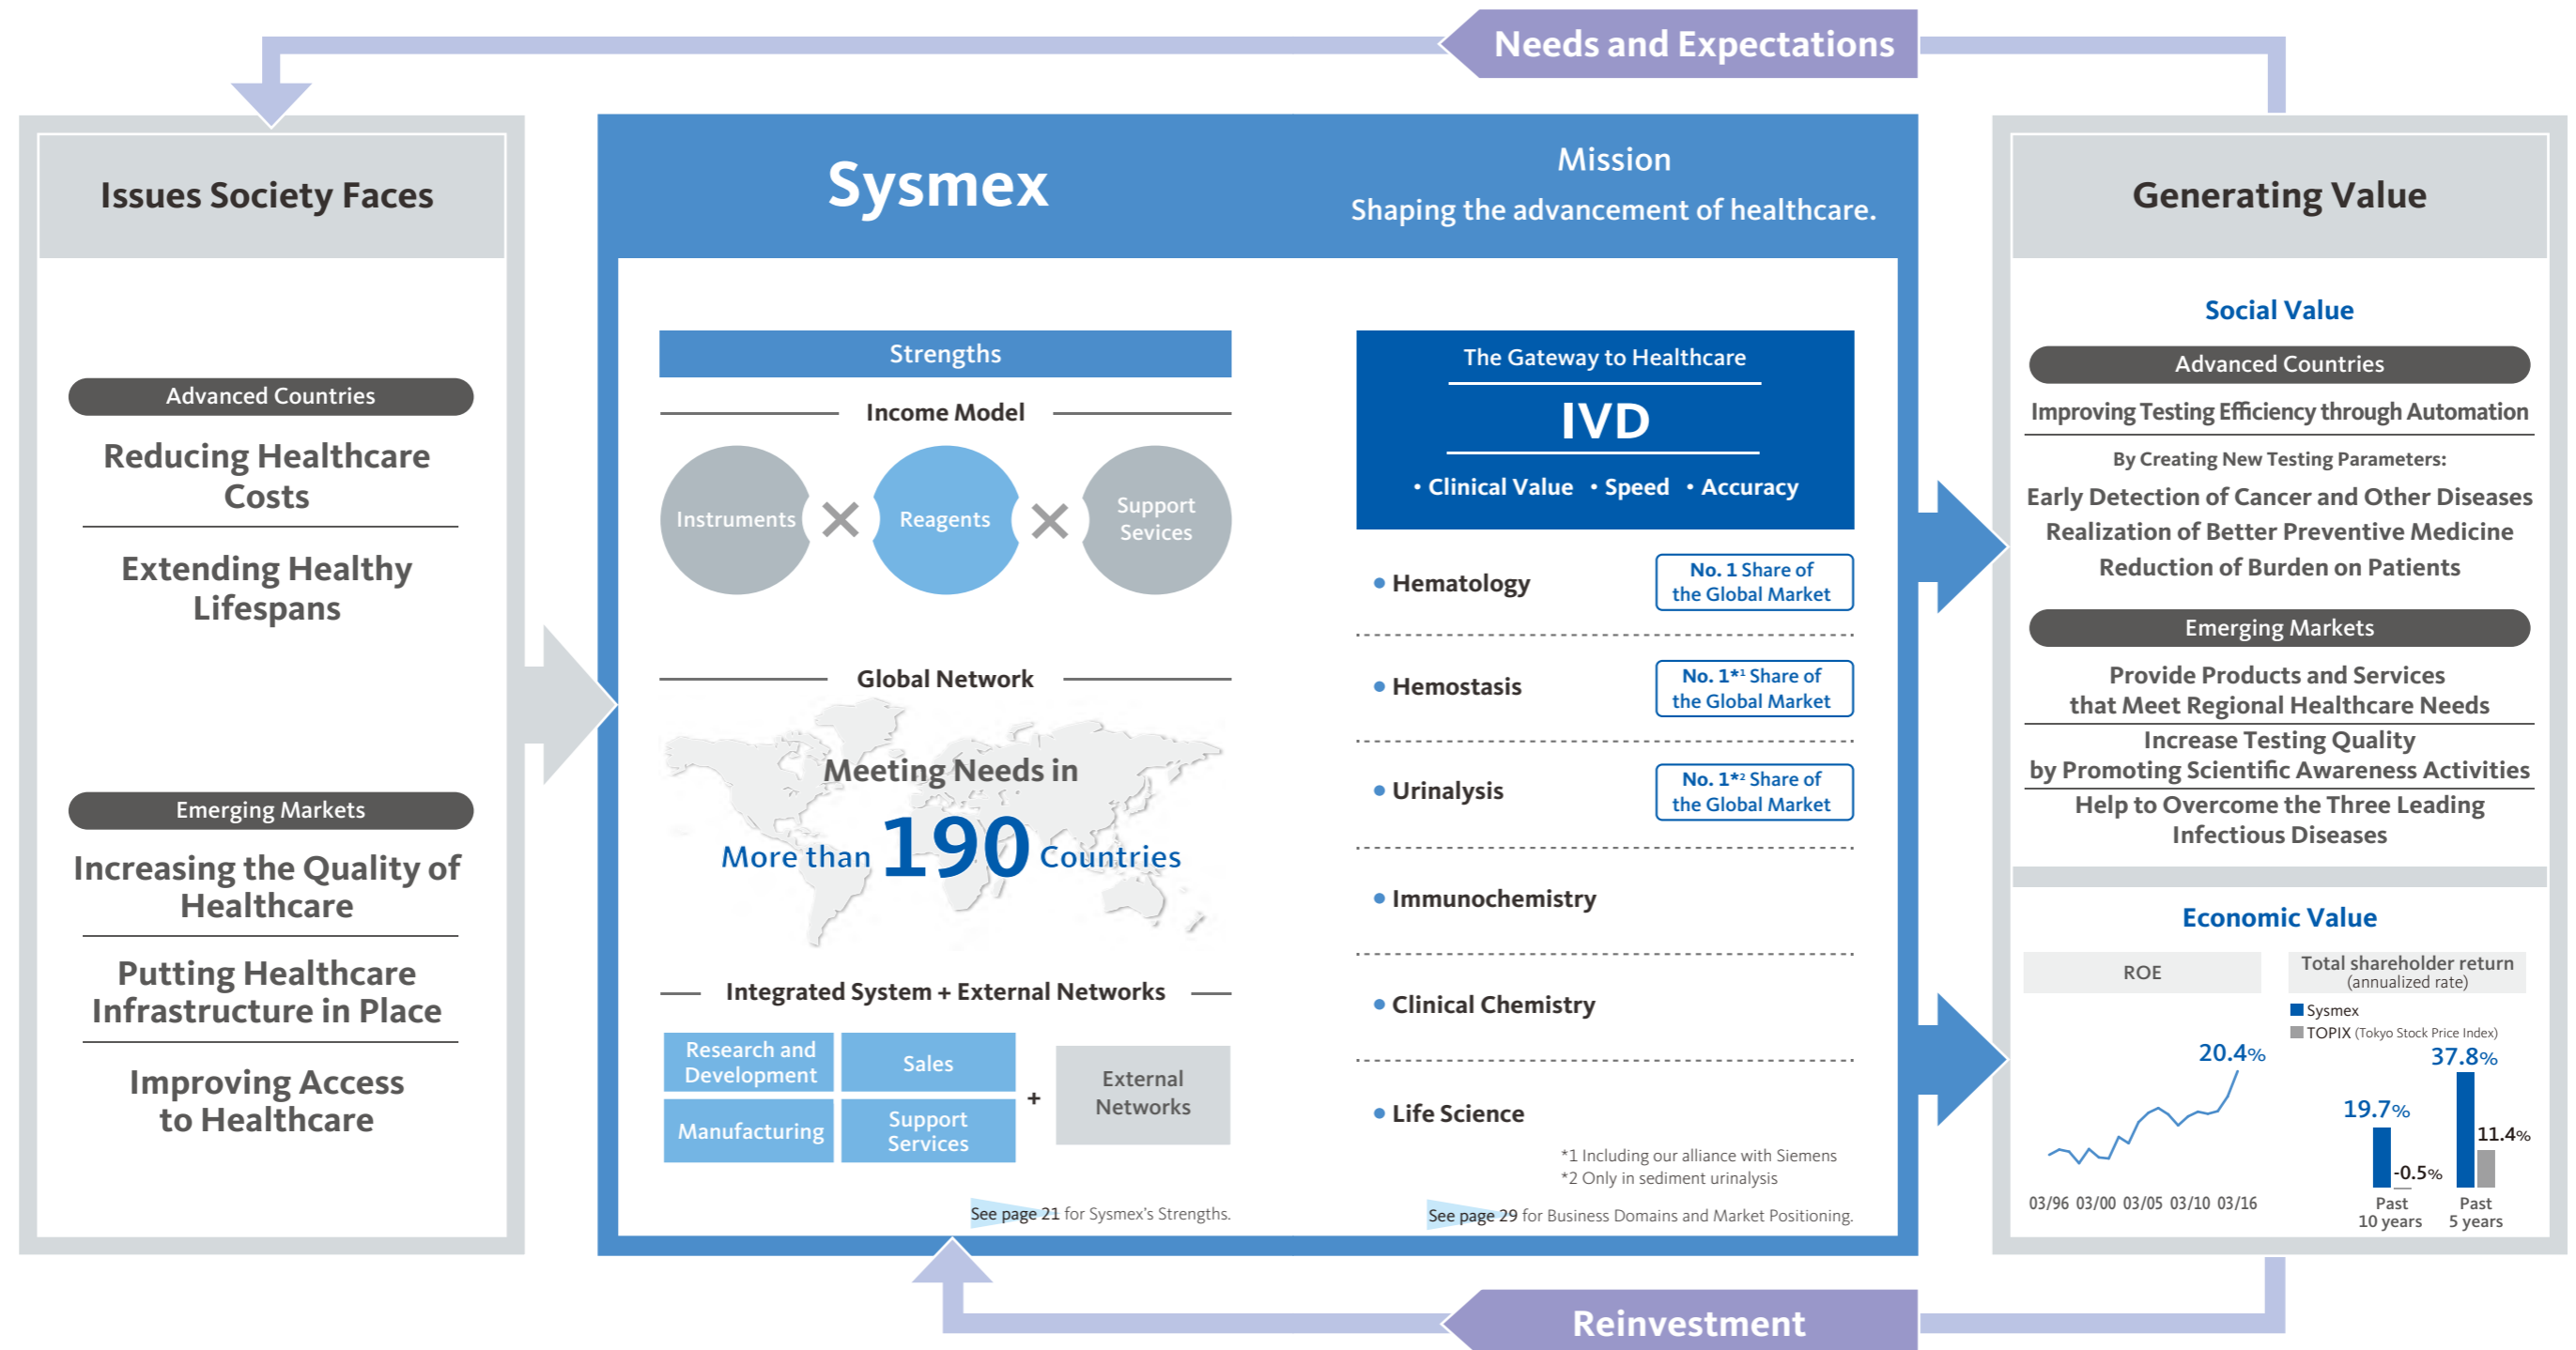 Needs and Expectations
Issues Society Faces
Advanced Countries
Reducing Healthcare
Costs
Extending Healthy
Lifespans
Emerging Markets
Increasing the Quality of
Healthcare
Putting Healthcare
Infrastructure in Place
Improving Access
to Healthcare
Sysmex
Mission
Shaping the advancement of healthcare.
Strengths
Income Model
Instruments × Reagents × Support
Sevices
Global Network
Meeting Needs in
More than 190 Countries
Integrated System + External Networks
Research and
Development
Sales
Manufacturing
Support
Services
+
External
Networks
See page 21 for Sysmex's Strengths.
The Gateway to Healthcare
IVD
• Clinical Value • Speed • Accuracy
• Hematology
No. 1 Share of
the Global Market
• Hemostasis
No. 1*1 Share of
the Global Market
• Urinalysis
No. 1*2 Share of
the Global Market
• Immunochemistry
• Clinical Chemistry
• Life Science
*1 Including our alliance with Siemens
*2 Only in sediment urinalysis
See page 29 for Business Domains and Market Positioning.
Generating Value
Social Value
Advanced Countries
Improving Testing Efficiency through Automation
By Creating New Testing Parameters:
Early Detection of Cancer and Other Diseases
Realization of Better Preventive Medicine
Reduction of Burden on Patients
Emerging Markets
Provide Products and Services
that Meet Regional Healthcare Needs
Increase Testing Quality
by Promoting Scientific Awareness Activities
Help to Overcome the Three Leading
Infectious Diseases
Economic Value
ROE
20.4%
03/96 03/00 03/05 03/10 03/16
Total shareholder return
(annualized rate)
Sysmex
TOPIX (Tokyo Stock Price Index)
37.8%
19.7%
11.4%
-0.5%
Past
10 years
Past
5 years
Reinvestment